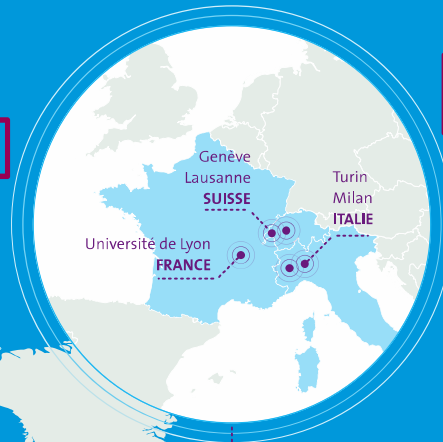 Genève
Lausanne
SUISSE
Turin
Milan
ITALIE
Université de Lyon
FRANCE